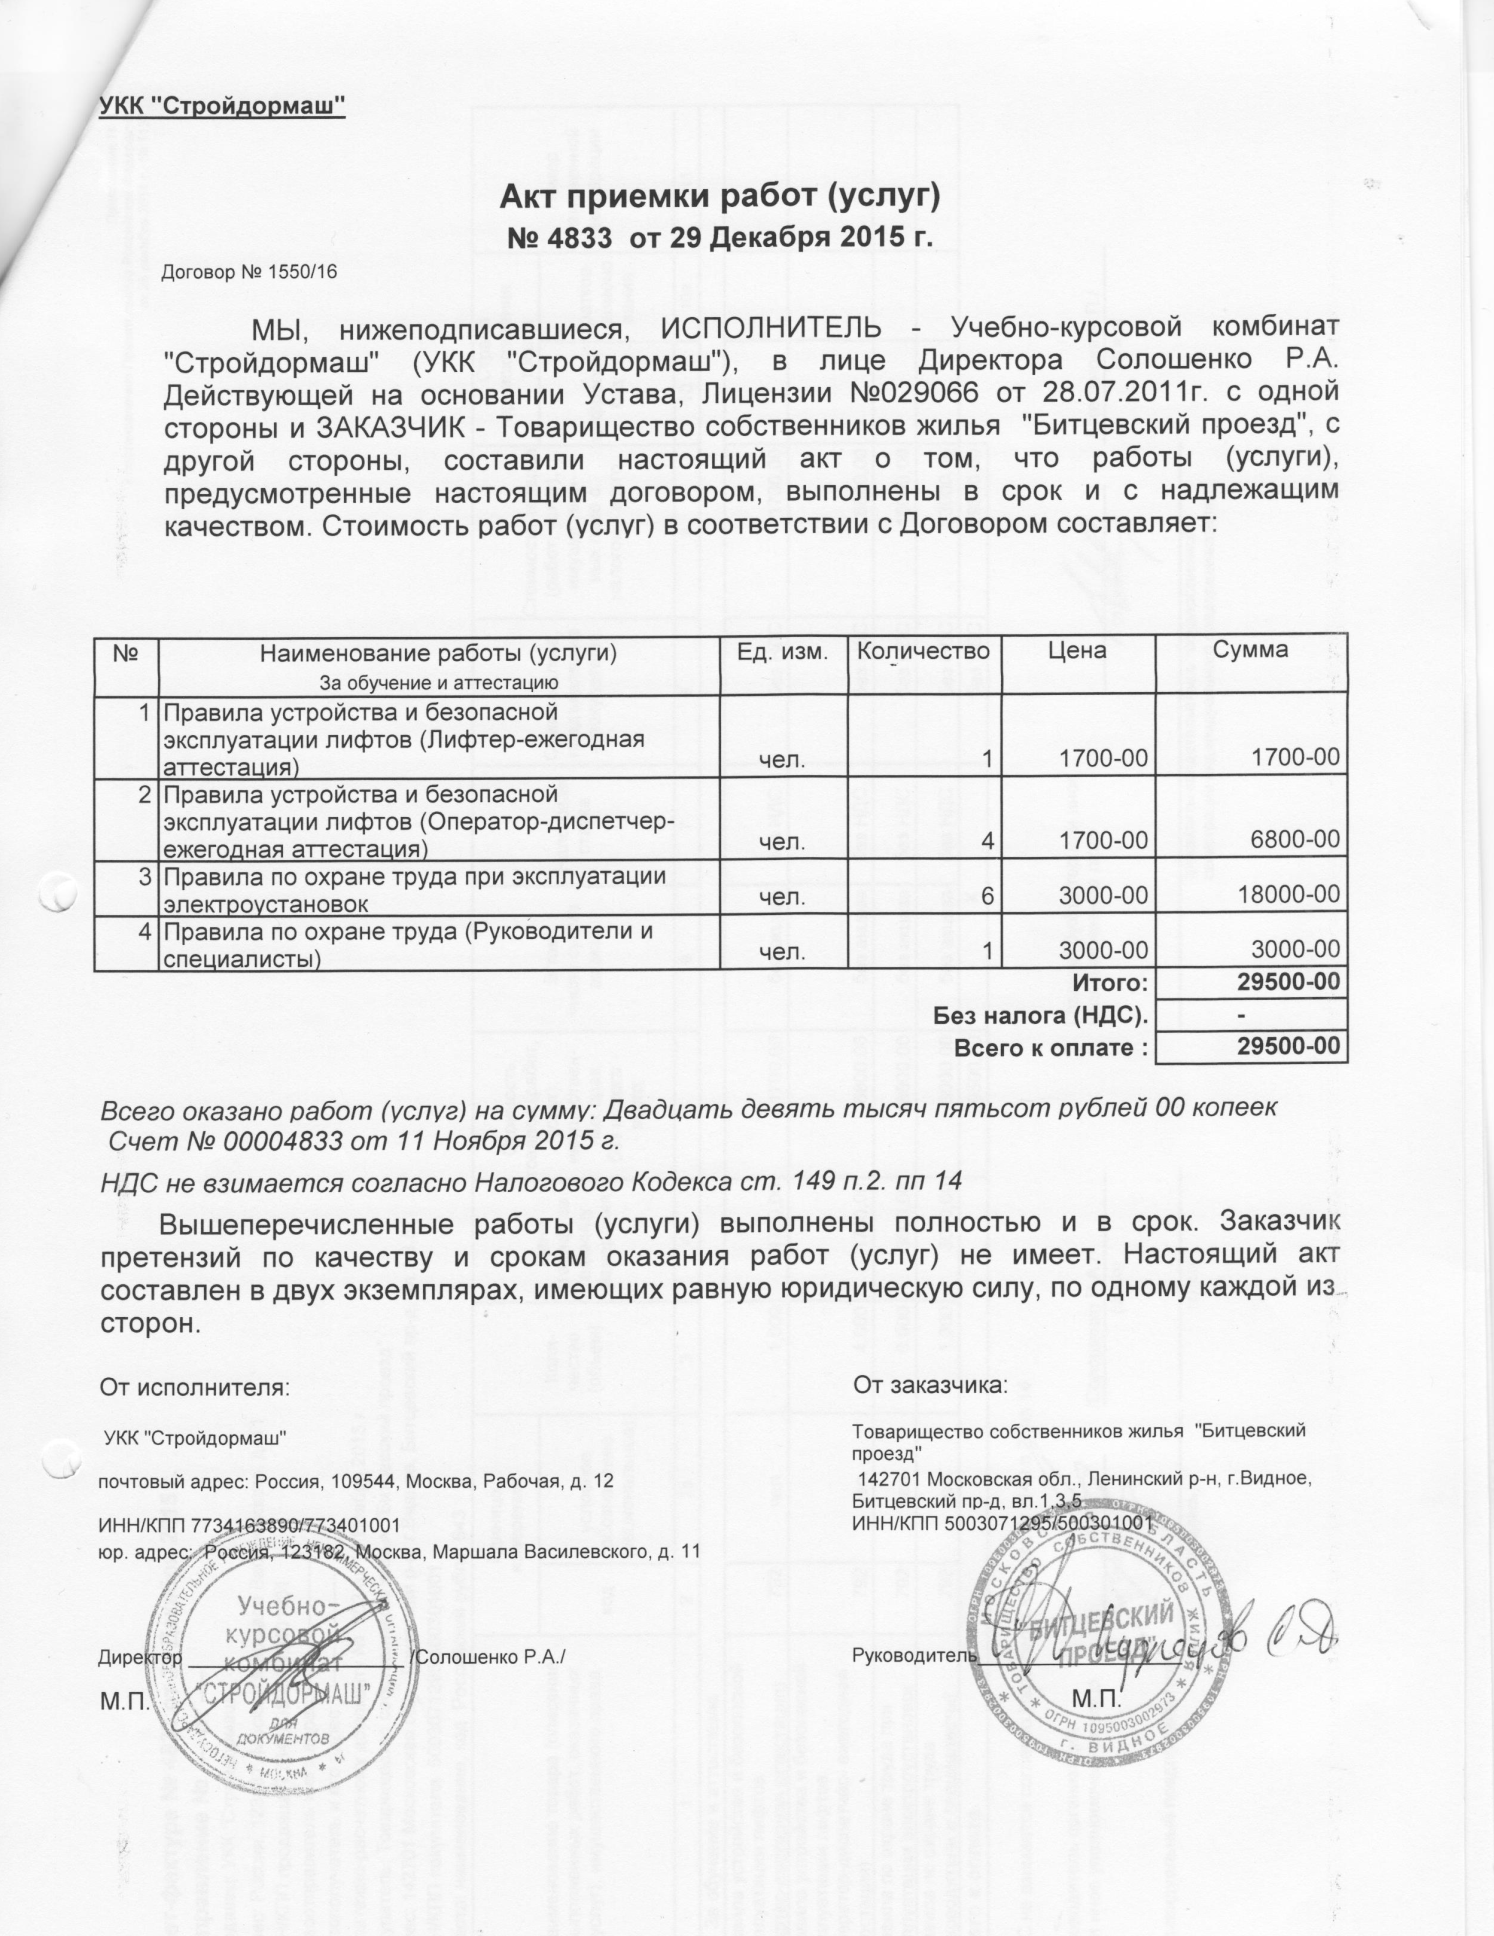 УКК "Стройдормаш"
Акт приемки работ (услуг)
№ 4833 от 29 Декабря 2015 г.
Договор № 1550/16
МЫ, нижеподписавшиеся, ИСПОЛНИТЕЛЬ - Учебно-курсовой комбинат
"Стройдормаш" (УКК "Стройдормаш"), в лице Директора Солошенко Р.А.
Действующей на основании Устава, Лицензии №029066 от 28.07.2011г. с одной
стороны и ЗАКАЗЧИК - Товарищество собственников жилья "Битцевский проезд", с
другой стороны, составили настоящий акт о том, что работы (услуги),
предусмотренные настоящим договором, выполнены в срок и с надлежащим
качеством. Стоимость работ (услуг) в соответствии с Договором составляет:
№ Наименование работы (услуги) Ед. изм. Количество Цена Сумма
За обучение и аттестацию
1 Правила устройства и безопасной
эксплуатации лифтов (Лифтер-ежегодная
аттестация) чел. 1 1700-00 1700-00
2 Правила устройства и безопасной
эксплуатации лифтов (Оператор-диспетчер-
ежегодная аттестация) чел. 4 1700-00 6800-00
3 Правила по охране труда при эксплуатации
электроустановок чел. 6 3000-00 18000-00
4 Правила по охране труда (Руководители и
специалисты) чел. 1 3000-00 3000-00
Итого: 29500-00
Без налога (НДС). -
Всего к оплате : 29500-00
Всего оказано работ (услуг) на сумму: Двадцать девять тысяч пятьсот рублей 00 копеек
Счет № 00004833 от 11 Ноября 2015 г.
НДС не взимается согласно Налогового Кодекса ст. 149 п.2. пп 14
Вышеперечисленные работы (услуги) выполнены полностью и в срок. Заказчик
претензий по качеству и срокам оказания работ (услуг) не имеет. Настоящий акт
составлен в двух экземплярах, имеющих равную юридическую силу, по одному каждой из
сторон.
От исполнителя:
УКК "Стройдормаш"
почтовый адрес: Россия, 109544, Москва, Рабочая, д. 12
ИНН/КПП 7734163890/773401001
юр. адрес: Россия, 123182, Москва, Маршала Василевского, д. 11
Директор /Солошенко Р.А./
М.П.
Учебно-
курсовой
комбинат
"СТРОЙДОРМАШ"
ДЛЯ
ДОКУМЕНТОВ
МОСКВА
От заказчика:
Товарищество собственников жилья "Битцевский
проезд"
142701 Московская обл., Ленинский р-н, г.Видное,
Битцевский пр-д, вл.1,3,5
ИНН/КПП 5003071295/500301001
Руководитель
М.П.
МОСКОВСКАЯ ОБЛАСТЬ
ТОВАРИЩЕСТВО СОБСТВЕННИКОВ ЖИЛЬЯ
"БИТЦЕВСКИЙ
ПРОЕЗД"
ОГРН 1095003002973
г. ВИДНОЕ